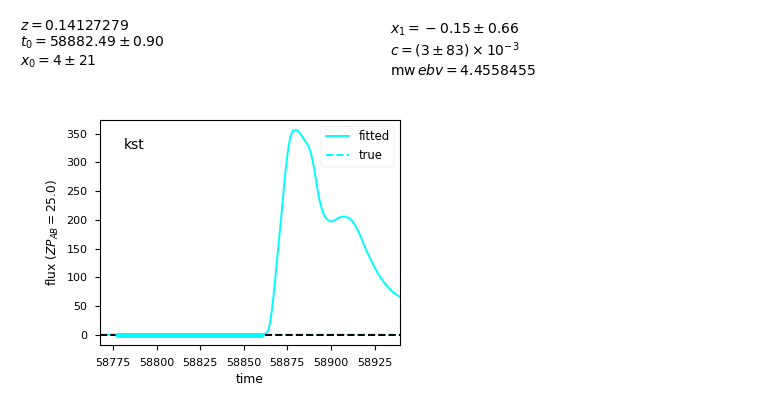 z = 0.14127279
t₀ = 58882.49 ± 0.90
x₀ = 4 ± 21
x₁ = − 0.15 ± 0.66
c = (3 ± 83) × 10⁻³
mw ebv = 4.4558455
kst
fitted
true
flux (ZP_AB = 25.0)
350
300
250
200
150
100
50
0
58775 58800 58825 58850 58875 58900 58925
time